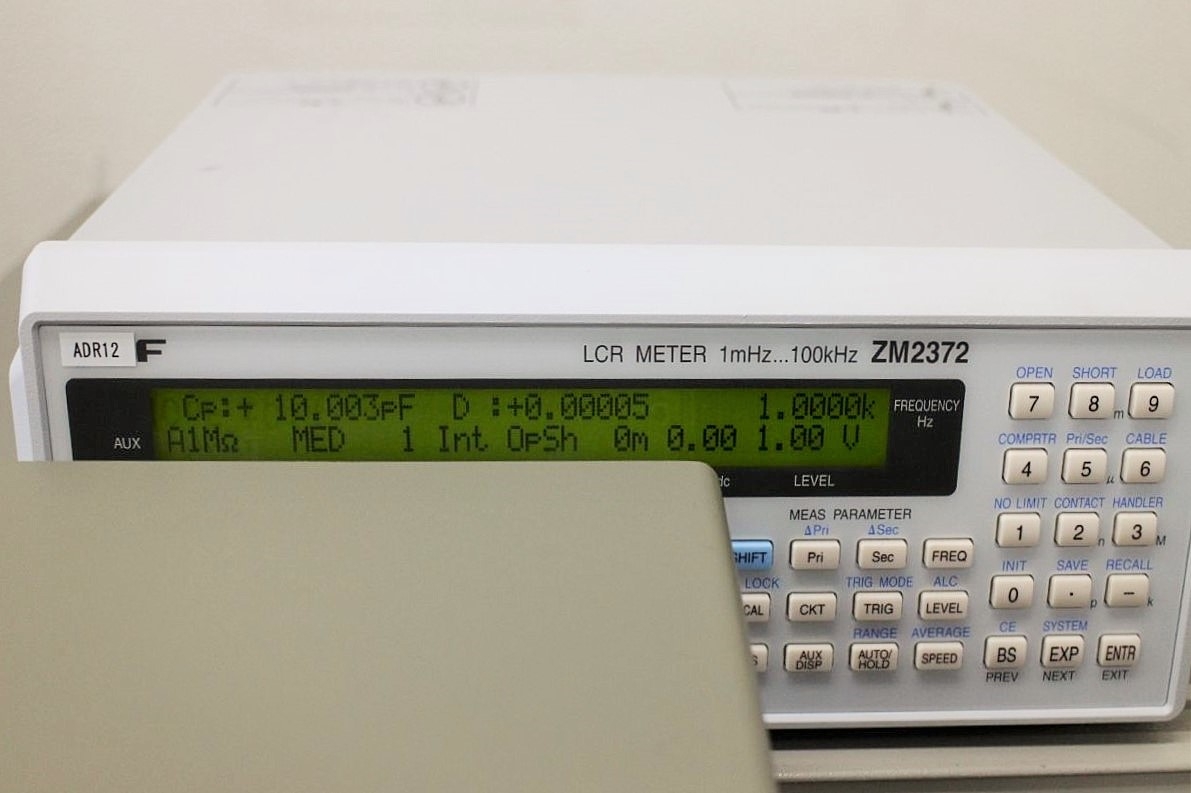 ADR12 F
LCR METER 1mHz...100kHz ZM2372
Cp:+ 10.003pF D :+0.00005 1.0000k
FREQUENCY
Hz
AUX
A1MΩ MED 1 Int OpSh 0m 0.00 1.00 V
dc LEVEL
OPEN SHORT LOAD
7 8 m 9
COMPRTR Pri/Sec CABLE
4 5 μ 6
NO LIMIT CONTACT HANDLER
1 2 n 3 M
INIT SAVE RECALL
0 · p − k
CE SYSTEM
BS EXP ENTR
PREV NEXT EXIT
MEAS PARAMETER
ΔPri ΔSec
SHIFT Pri Sec FREQ
LOCK TRIG MODE ALC
CAL CKT TRIG LEVEL
RANGE AVERAGE
S AUX DISP AUTO/HOLD SPEED